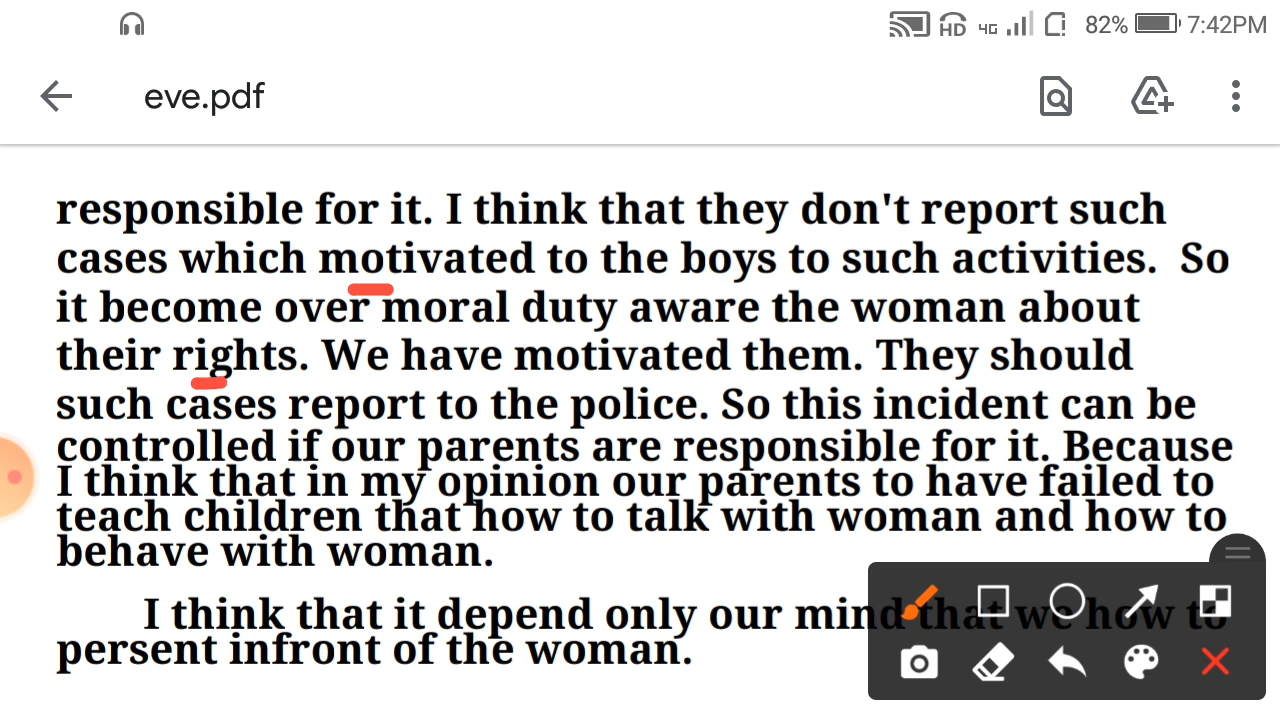 HD 4G 82% 7:42PM
eve.pdf
responsible for it. I think that they don't report such
cases which motivated to the boys to such activities. So
it become over moral duty aware the woman about
their rights. We have motivated them. They should
such cases report to the police. So this incident can be
controlled if our parents are responsible for it. Because
I think that in my opinion our parents to have failed to
teach children that how to talk with woman and how to
behave with woman.
I think that it depend only our mind that we how to
persent infront of the woman.